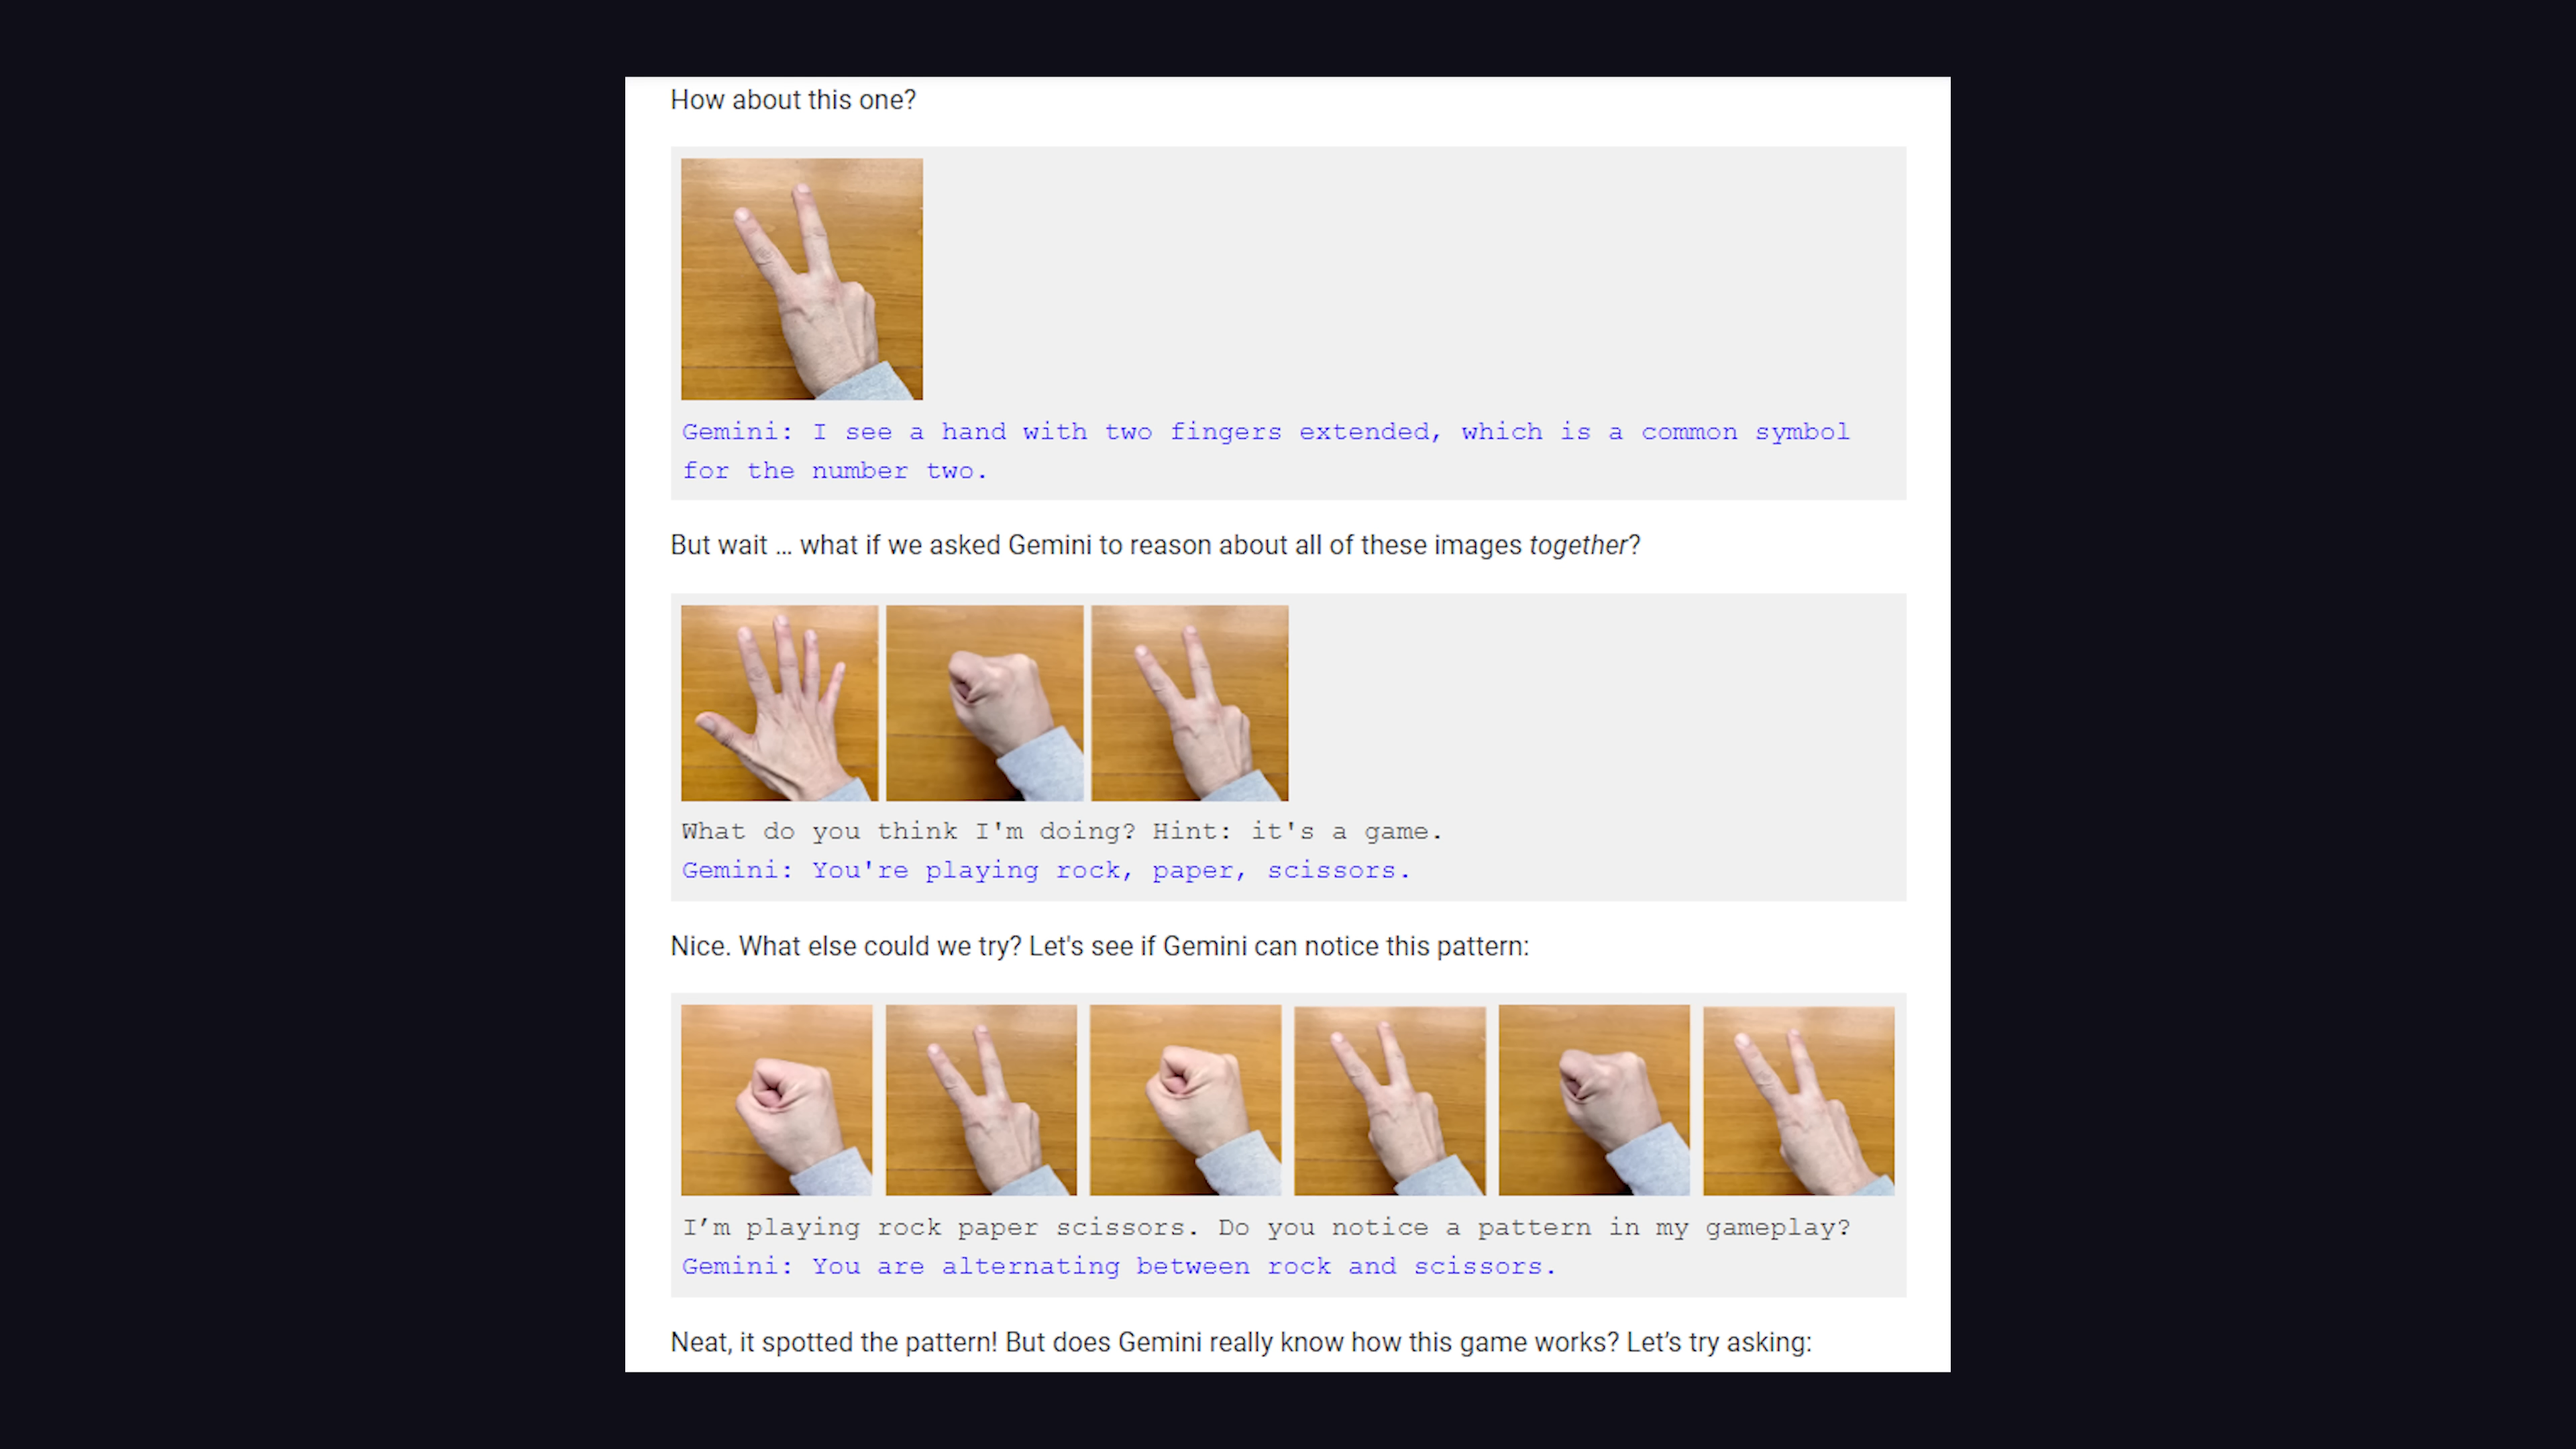 How about this one?
Gemini: I see a hand with two fingers extended, which is a common symbol
for the number two.
But wait … what if we asked Gemini to reason about all of these images together?
What do you think I'm doing? Hint: it's a game.
Gemini: You're playing rock, paper, scissors.
Nice. What else could we try? Let's see if Gemini can notice this pattern:
I’m playing rock paper scissors. Do you notice a pattern in my gameplay?
Gemini: You are alternating between rock and scissors.
Neat, it spotted the pattern! But does Gemini really know how this game works? Let’s try asking: